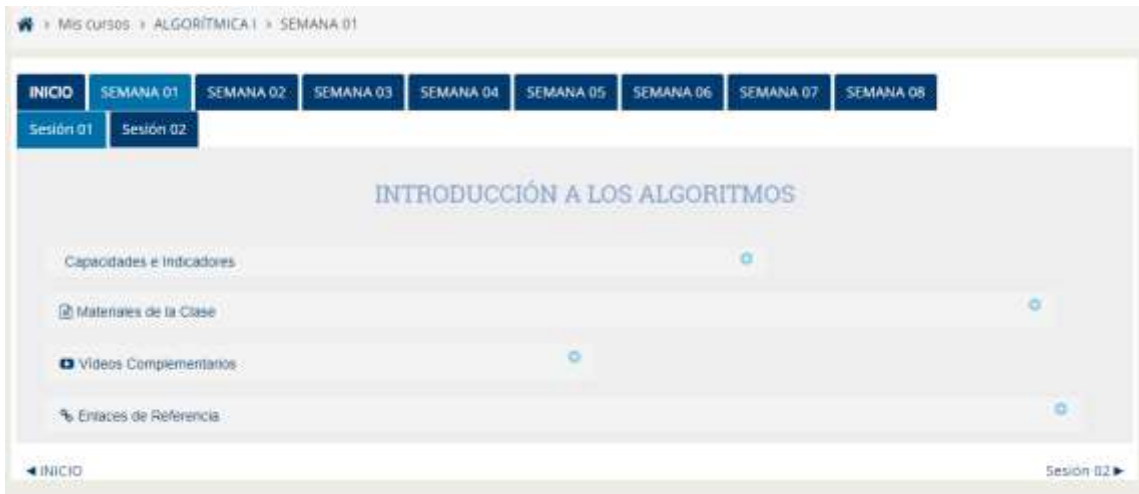 Mis cursos › ALGORÍTMICA I › SEMANA 01
INICIO SEMANA 01 SEMANA 02 SEMANA 03 SEMANA 04 SEMANA 05 SEMANA 06 SEMANA 07 SEMANA 08
Sesión 01 Sesión 02
INTRODUCCIÓN A LOS ALGORITMOS
Capacidades e Indicadores
Materiales de la Clase
Vídeos Complementarios
Enlaces de Referencia
◄ INICIO Sesión 02 ►